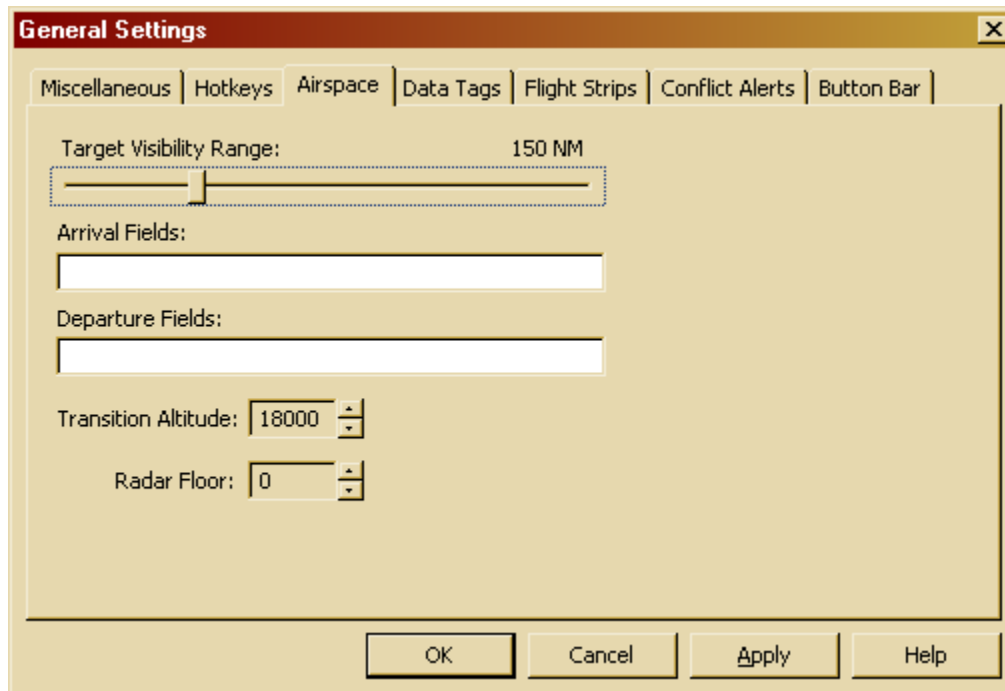 General Settings
Miscellaneous Hotkeys Airspace Data Tags Flight Strips Conflict Alerts Button Bar
Target Visibility Range: 150 NM
Arrival Fields:
Departure Fields:
Transition Altitude: 18000
Radar Floor: 0
OK Cancel Apply Help